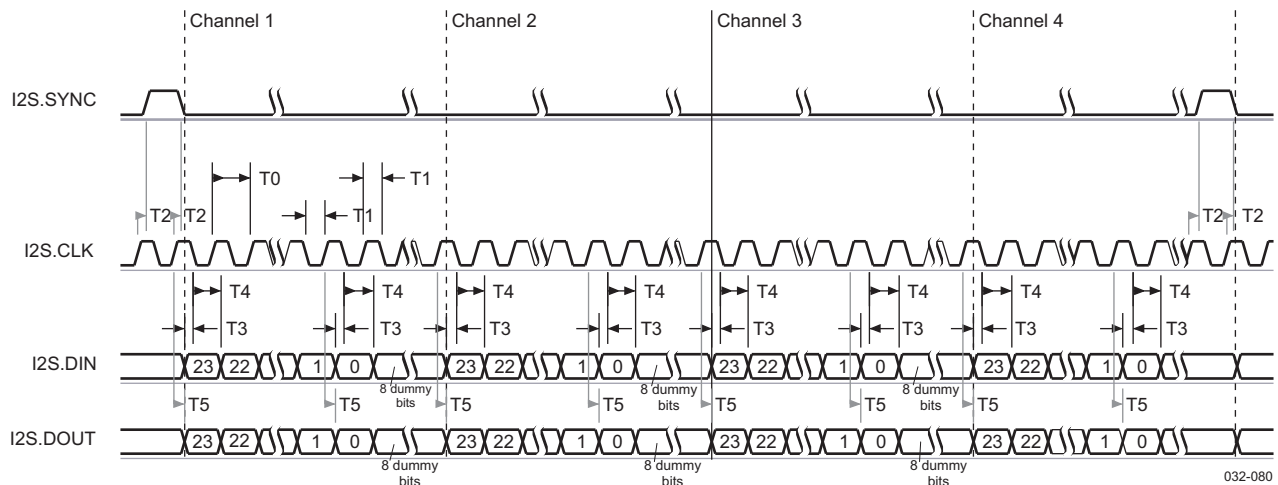 Channel 1 Channel 2 Channel 3 Channel 4
I2S.SYNC
T0 T1
T2 T2 T1 T2 T2
I2S.CLK
T4 T4 T4 T4 T4 T4 T4 T4
T3 T3 T3 T3 T3 T3 T3 T3
I2S.DIN 23 22 1 0 23 22 1 0 23 22 1 0 23 22 1 0
8 dummy bits 8 dummy bits 8 dummy bits
T5 T5 T5 T5 T5 T5 T5 T5
I2S.DOUT 23 22 1 0 23 22 1 0 23 22 1 0 23 22 1 0
8 dummy bits 8 dummy bits 8 dummy bits
032-080